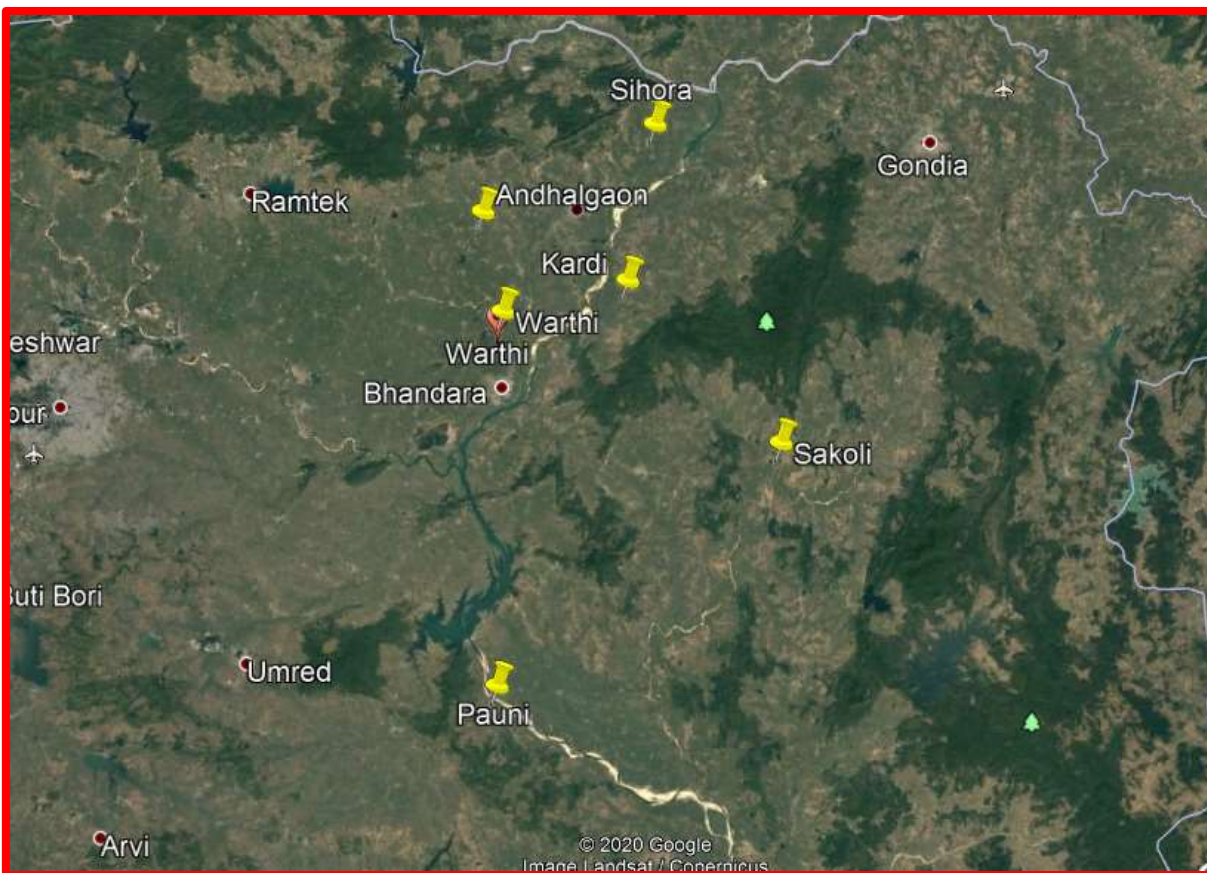 Sihora
Gondia
Ramtek
Andhalgaon
Kardi
Warthi
eshwar
Warthi
Bhandara
pur
Sakoli
Buti Bori
Umred
Pauni
Arvi
© 2020 Google
Image Landsat / Copernicus